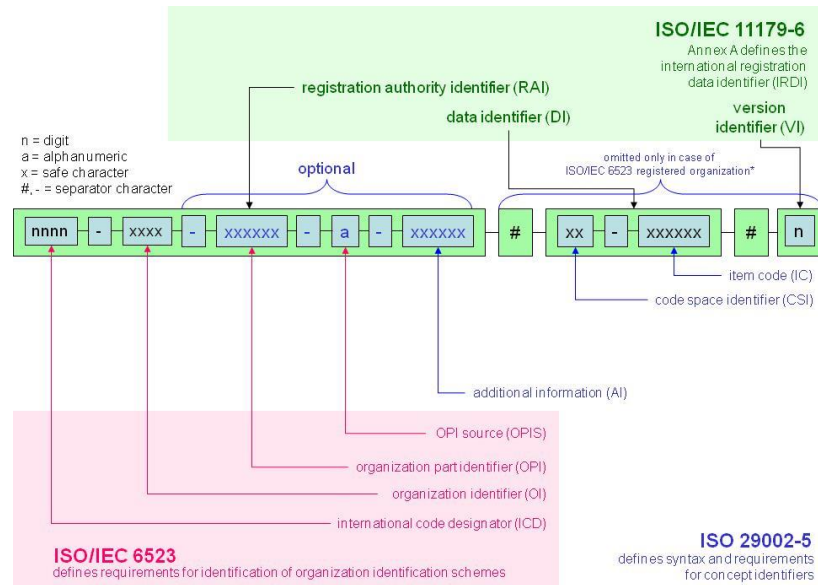 ISO/IEC 11179-6
Annex A defines the
international registration
data identifier (IRDI)
registration authority identifier (RAI)
data identifier (DI)
version
identifier (VI)
n = digit
a = alphanumeric
x = safe character
#, - = separator character
optional
omitted only in case of
ISO/IEC 6523 registered organization*
nnnn - xxxx - xxxxxx - a - xxxxxx # xx - xxxxxx # n
item code (IC)
code space identifier (CSI)
additional information (AI)
OPI source (OPIS)
organization part identifier (OPI)
organization identifier (OI)
international code designator (ICD)
ISO/IEC 6523
defines requirements for identification of organization identification schemes
ISO 29002-5
defines syntax and requirements
for concept identifiers